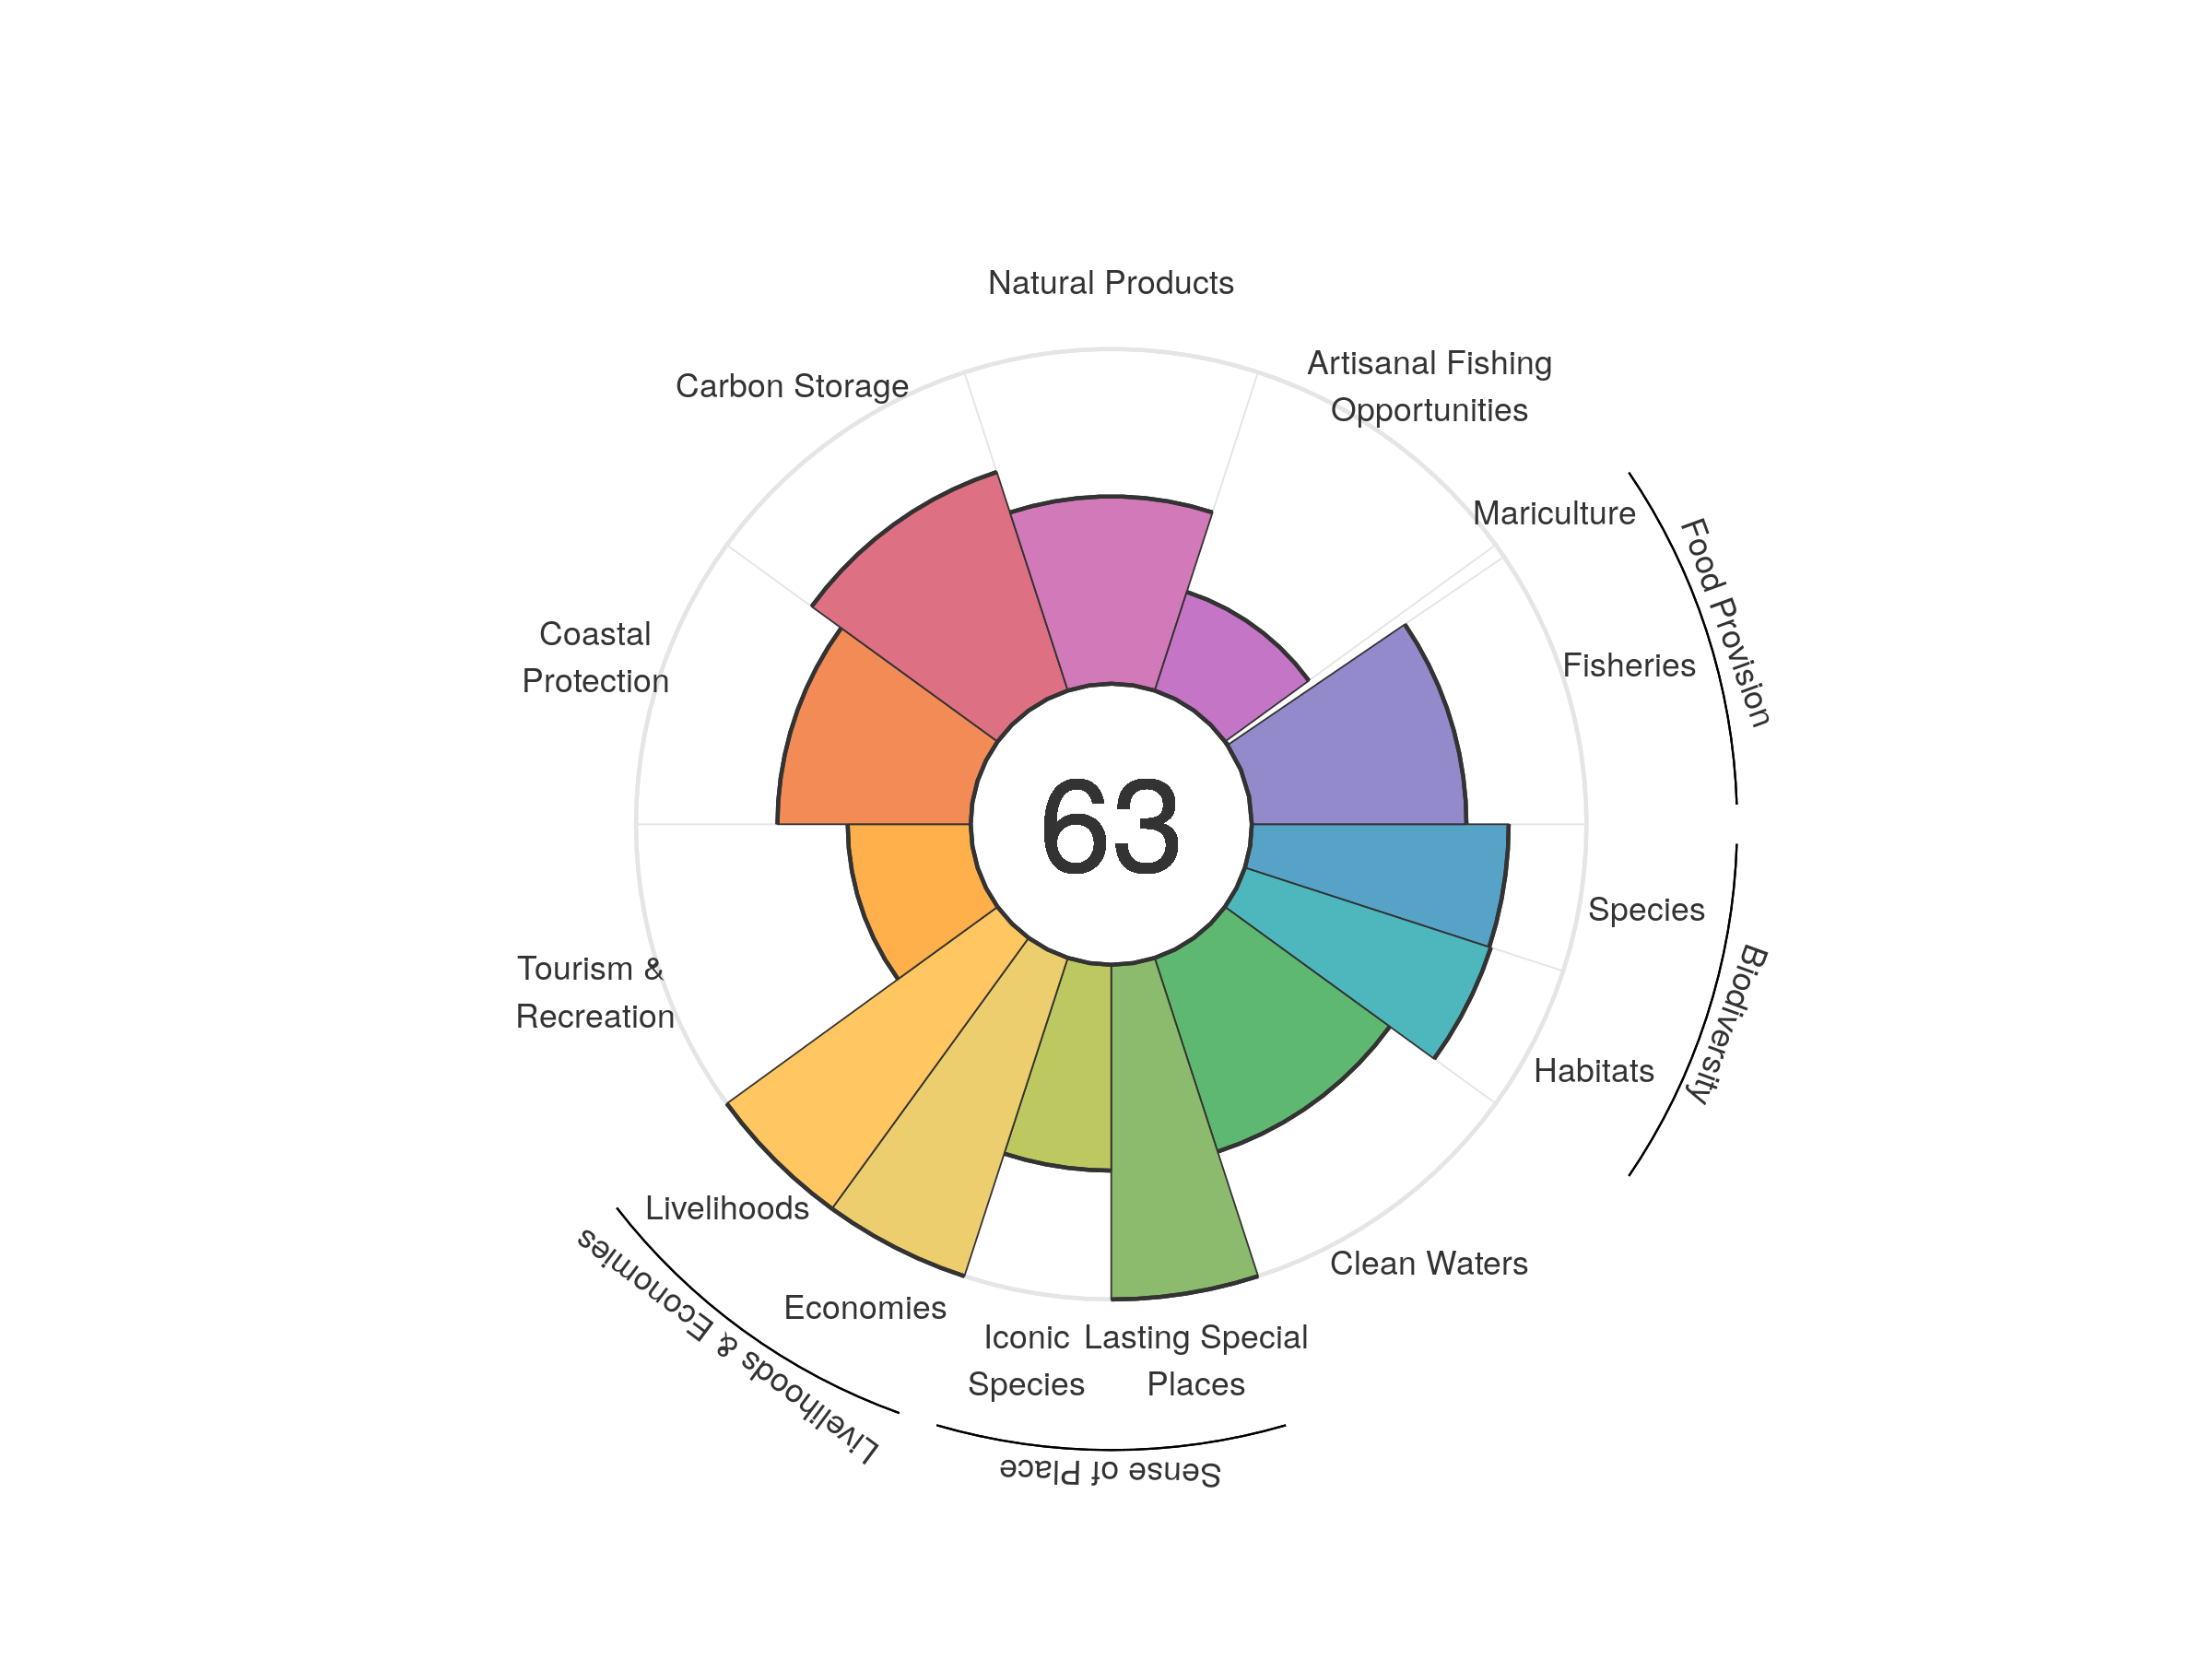 Natural Products
Artisanal Fishing
Opportunities
Carbon Storage
Mariculture
Food Provision
Fisheries
Coastal
Protection
63
Species
Biodiversity
Habitats
Tourism &
Recreation
Livelihoods
Livelihoods & Economies
Economies
Clean Waters
Iconic
Species
Lasting Special
Places
Sense of Place